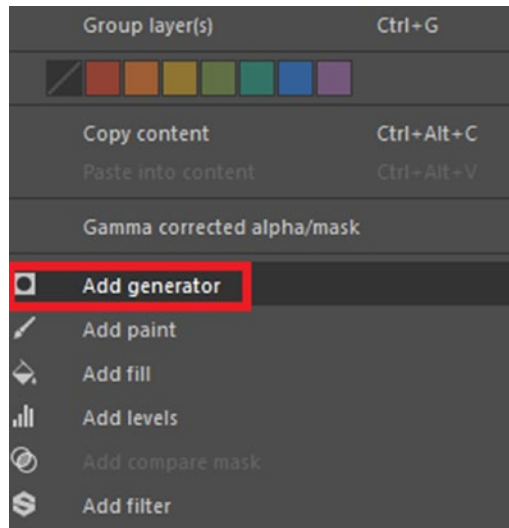 Group layer(s) Ctrl+G
Copy content Ctrl+Alt+C
Paste into content Ctrl+Alt+V
Gamma corrected alpha/mask
Add generator
Add paint
Add fill
Add levels
Add compare mask
Add filter